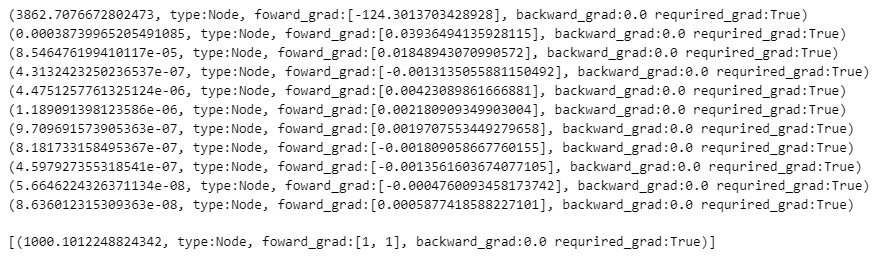 (3862.7076672802473, type:Node, foward_grad:[-124.3013703428928], backward_grad:0.0 requrired_grad:True)
(0.00038739965205491085, type:Node, foward_grad:[0.03936494135928115], backward_grad:0.0 requrired_grad:True)
(8.546476199410117e-05, type:Node, foward_grad:[0.01848943070990572], backward_grad:0.0 requrired_grad:True)
(4.3132423250236537e-07, type:Node, foward_grad:[-0.0013135055881150492], backward_grad:0.0 requrired_grad:True)
(4.4751257761325124e-06, type:Node, foward_grad:[0.00423089861666881], backward_grad:0.0 requrired_grad:True)
(1.189091398123586e-06, type:Node, foward_grad:[0.002180909349903004], backward_grad:0.0 requrired_grad:True)
(9.709691573905363e-07, type:Node, foward_grad:[0.0019707553449279658], backward_grad:0.0 requrired_grad:True)
(8.181733158495367e-07, type:Node, foward_grad:[-0.001809058667760155], backward_grad:0.0 requrired_grad:True)
(4.597927355318541e-07, type:Node, foward_grad:[-0.0013561603674077105], backward_grad:0.0 requrired_grad:True)
(5.6646224326371134e-08, type:Node, foward_grad:[-0.0004760093458173742], backward_grad:0.0 requrired_grad:True)
(8.636012315309363e-08, type:Node, foward_grad:[0.0005877418588227101], backward_grad:0.0 requrired_grad:True)
[(1000.1012248824342, type:Node, foward_grad:[1, 1], backward_grad:0.0 requrired_grad:True)]